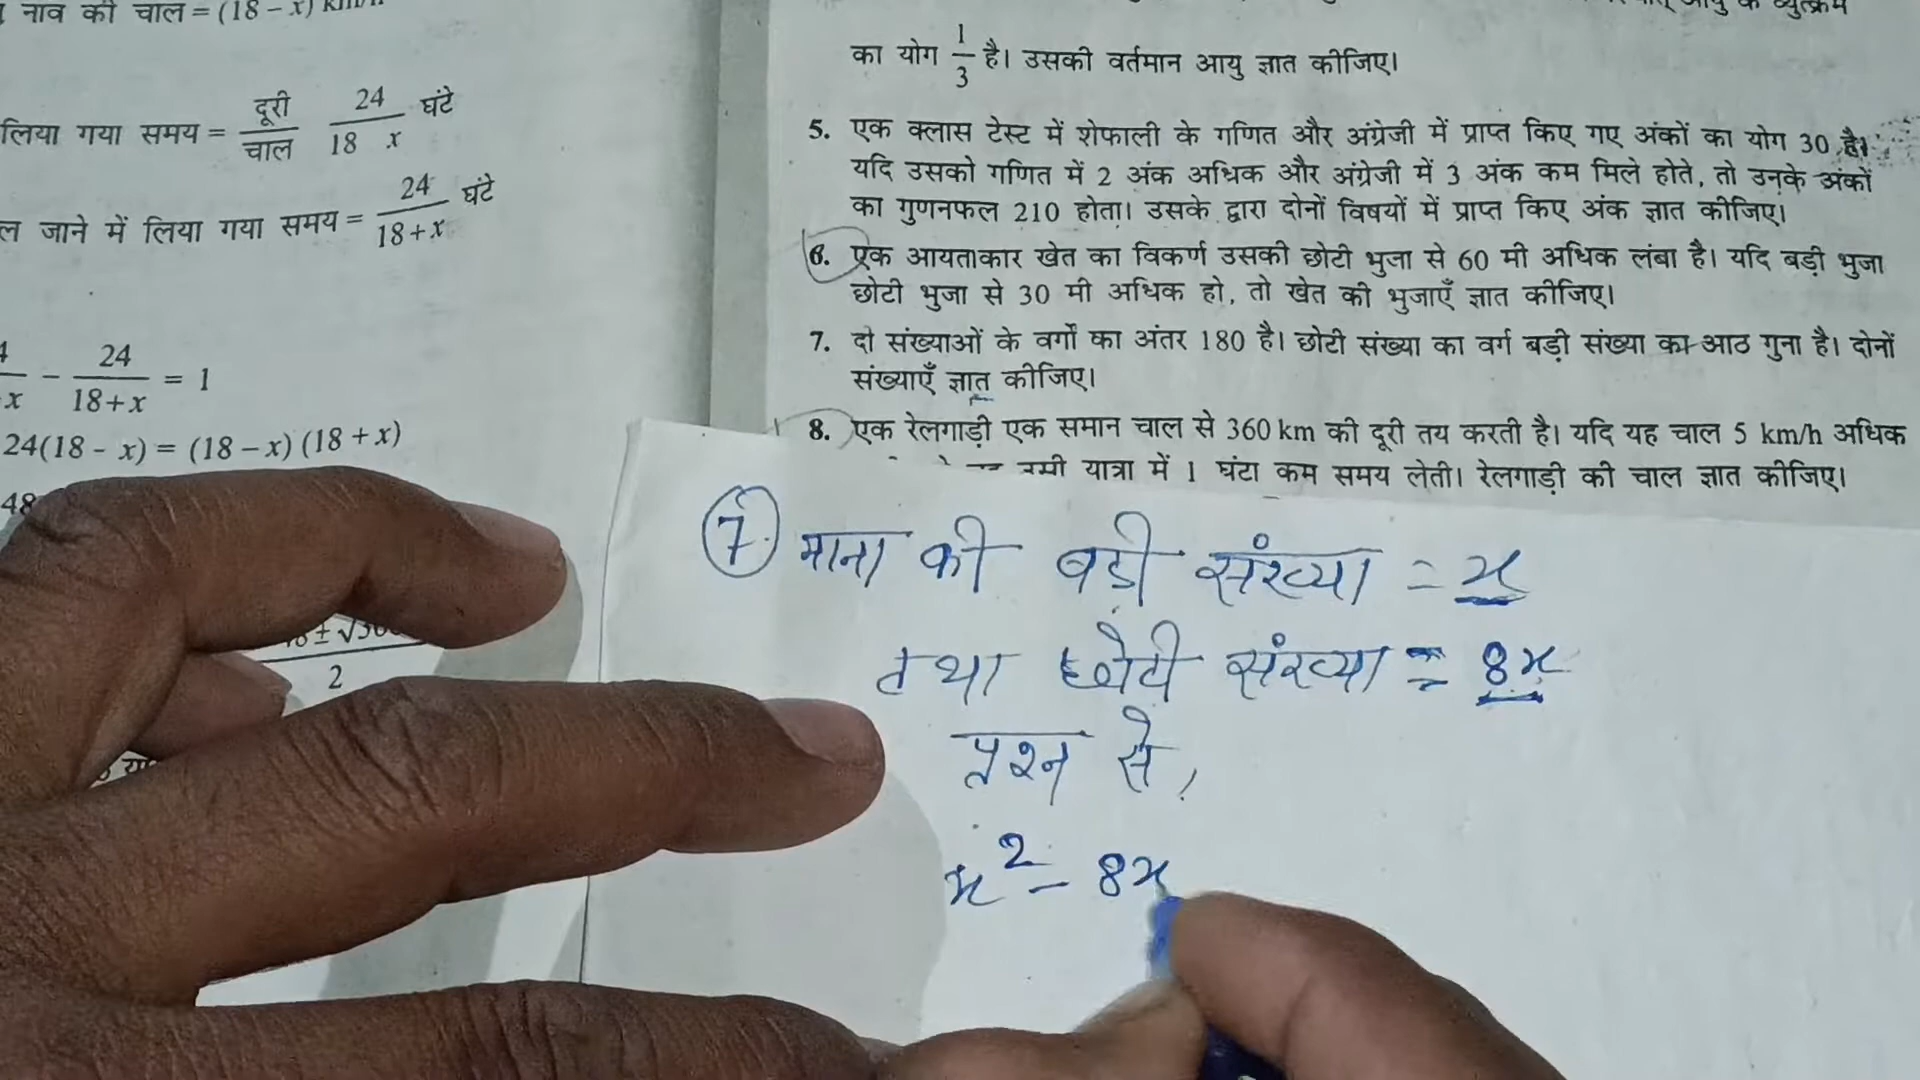 नाव की चाल = (18 – x) km/h
लिया गया समय = दूरी/चाल 24/18 x घंटे
जाने में लिया गया समय = 24/18+x घंटे
x – 24/18+x = 1
24(18 - x) = (18 – x) (18 + x)
48
2
का योग 1/3 है। उसकी वर्तमान आयु ज्ञात कीजिए।
5. एक क्लास टेस्ट में शेफाली के गणित और अंग्रेजी में प्राप्त किए गए अंकों का योग 30 है।
यदि उसको गणित में 2 अंक अधिक और अंग्रेजी में 3 अंक कम मिले होते, तो उनके अंकों
का गुणनफल 210 होता। उसके द्वारा दोनों विषयों में प्राप्त किए अंक ज्ञात कीजिए।
6. एक आयताकार खेत का विकर्ण उसकी छोटी भुजा से 60 मी अधिक लंबा है। यदि बड़ी भुजा
छोटी भुजा से 30 मी अधिक हो, तो खेत की भुजाएँ ज्ञात कीजिए।
7. दो संख्याओं के वर्गों का अंतर 180 है। छोटी संख्या का वर्ग बड़ी संख्या का आठ गुना है। दोनों
संख्याएँ ज्ञात कीजिए।
8. एक रेलगाड़ी एक समान चाल से 360 km की दूरी तय करती है। यदि यह चाल 5 km/h अधिक
यात्रा में 1 घंटा कम समय लेती। रेलगाड़ी की चाल ज्ञात कीजिए।
7 माना की बड़ी संख्या = x
तथा छोटी संख्या = 8x
प्रश्न से,
x² – 8x